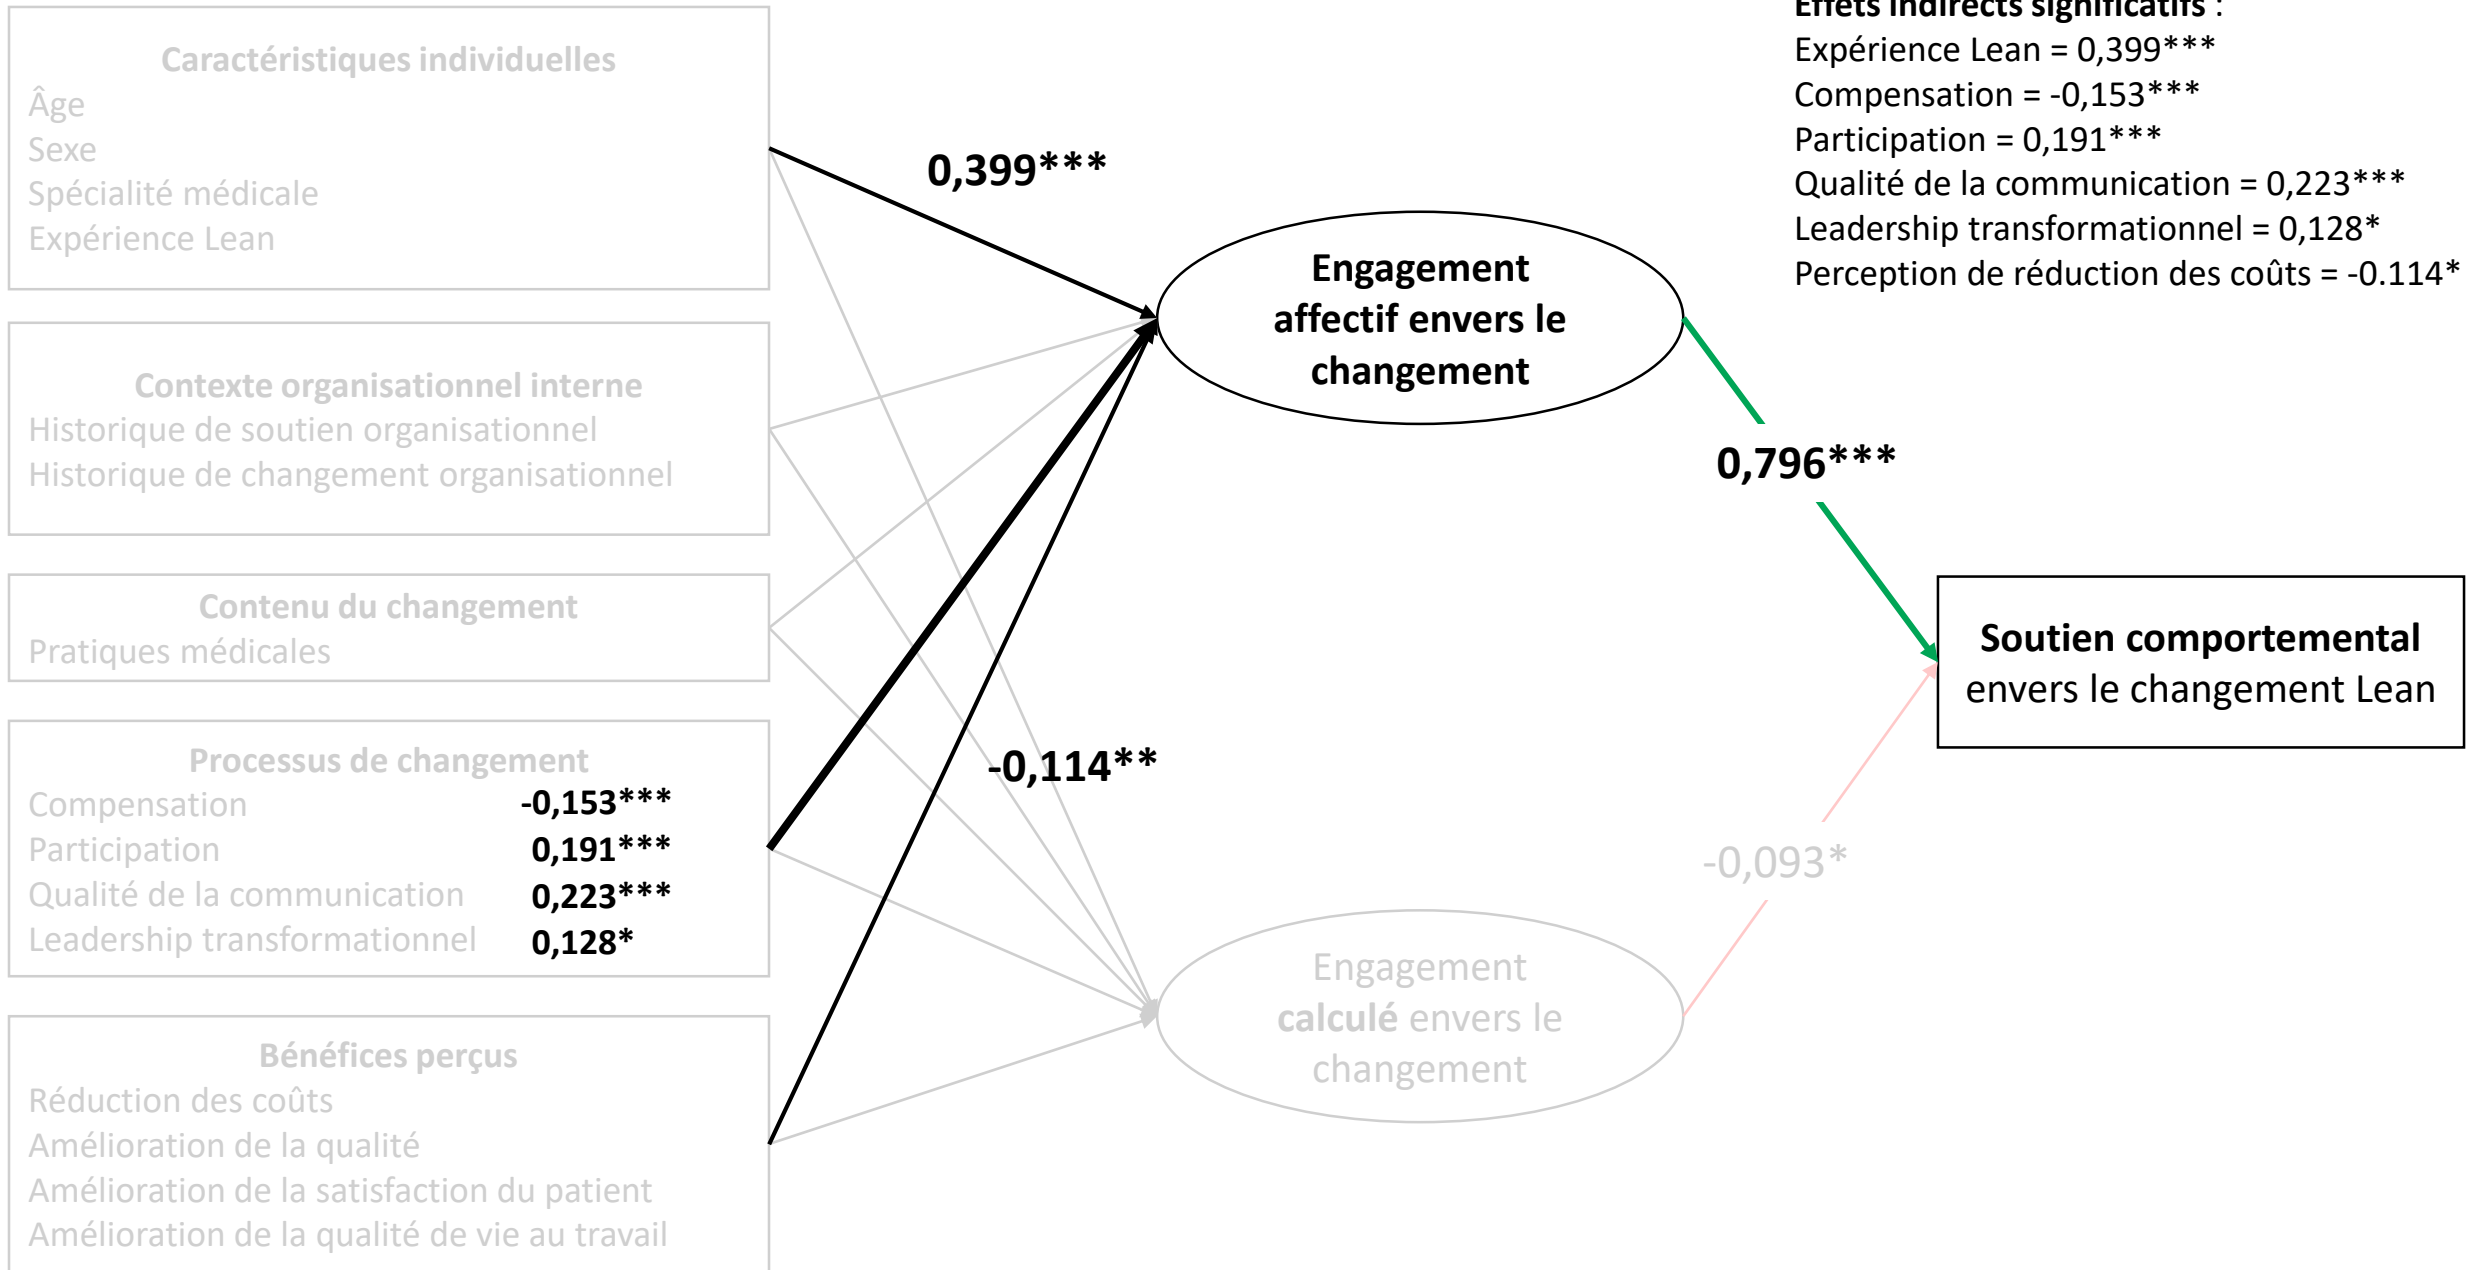 Caractéristiques individuelles
Âge
Sexe
Spécialité médicale
Expérience Lean
Contexte organisationnel interne
Historique de soutien organisationnel
Historique de changement organisationnel
Contenu du changement
Pratiques médicales
Processus de changement
Compensation -0,153***
Participation 0,191***
Qualité de la communication 0,223***
Leadership transformationnel 0,128*
Bénéfices perçus
Réduction des coûts
Amélioration de la qualité
Amélioration de la satisfaction du patient
Amélioration de la qualité de vie au travail
0,399***
-0,114**
Engagement
affectif envers le
changement
Engagement
calculé envers le
changement
0,796***
-0,093*
Effets indirects significatifs :
Expérience Lean = 0,399***
Compensation = -0,153***
Participation = 0,191***
Qualité de la communication = 0,223***
Leadership transformationnel = 0,128*
Perception de réduction des coûts = -0.114*
Soutien comportemental
envers le changement Lean